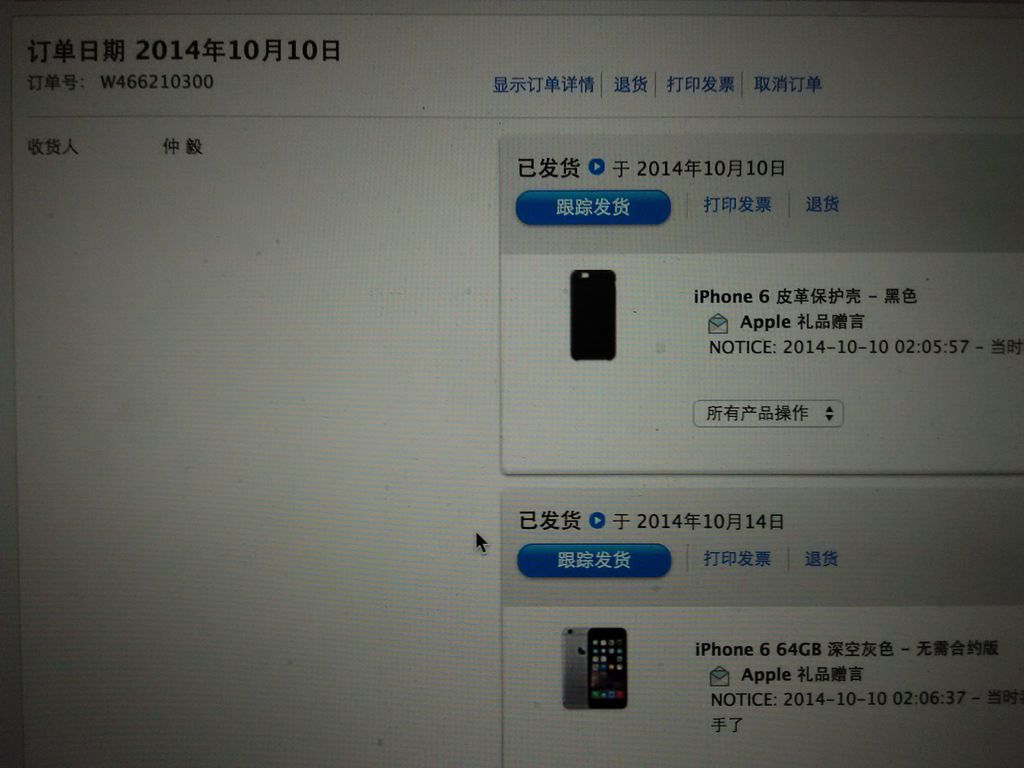 订单日期 2014年10月10日
订单号: W466210300
显示订单详情 退货 打印发票 取消订单
收货人 仲 毅
已发货 于 2014年10月10日
跟踪发货 打印发票 退货
iPhone 6 皮革保护壳 – 黑色
Apple 礼品赠言
NOTICE: 2014-10-10 02:05:57 – 当时
所有产品操作
已发货 于 2014年10月14日
跟踪发货 打印发票 退货
iPhone 6 64GB 深空灰色 – 无需合约版
Apple 礼品赠言
NOTICE: 2014-10-10 02:06:37 – 当时
手了